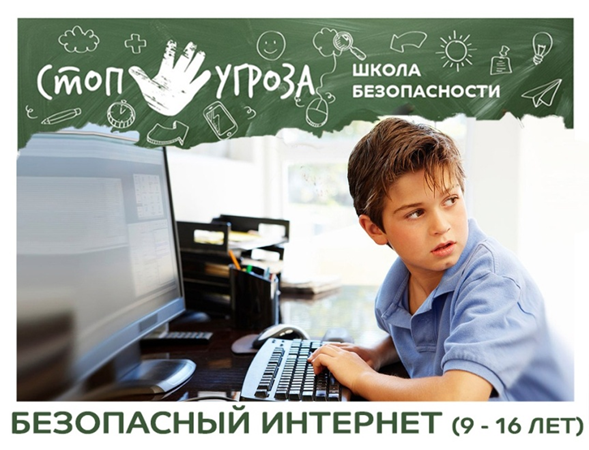 СТОП УГРОЗА
ШКОЛА
БЕЗОПАСНОСТИ
БЕЗОПАСНЫЙ ИНТЕРНЕТ (9 - 16 ЛЕТ)